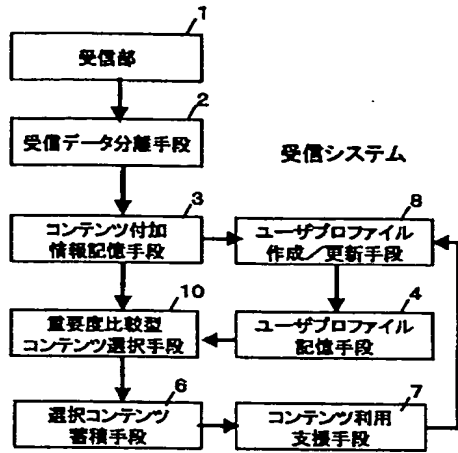 1
受信部
2
受信データ分離手段
受信システム
3
コンテンツ付加
情報記憶手段
8
ユーザプロファイル
作成／更新手段
10
重要度比較型
コンテンツ選択手段
4
ユーザプロファイル
記憶手段
6
選択コンテンツ
蓄積手段
7
コンテンツ利用
支援手段